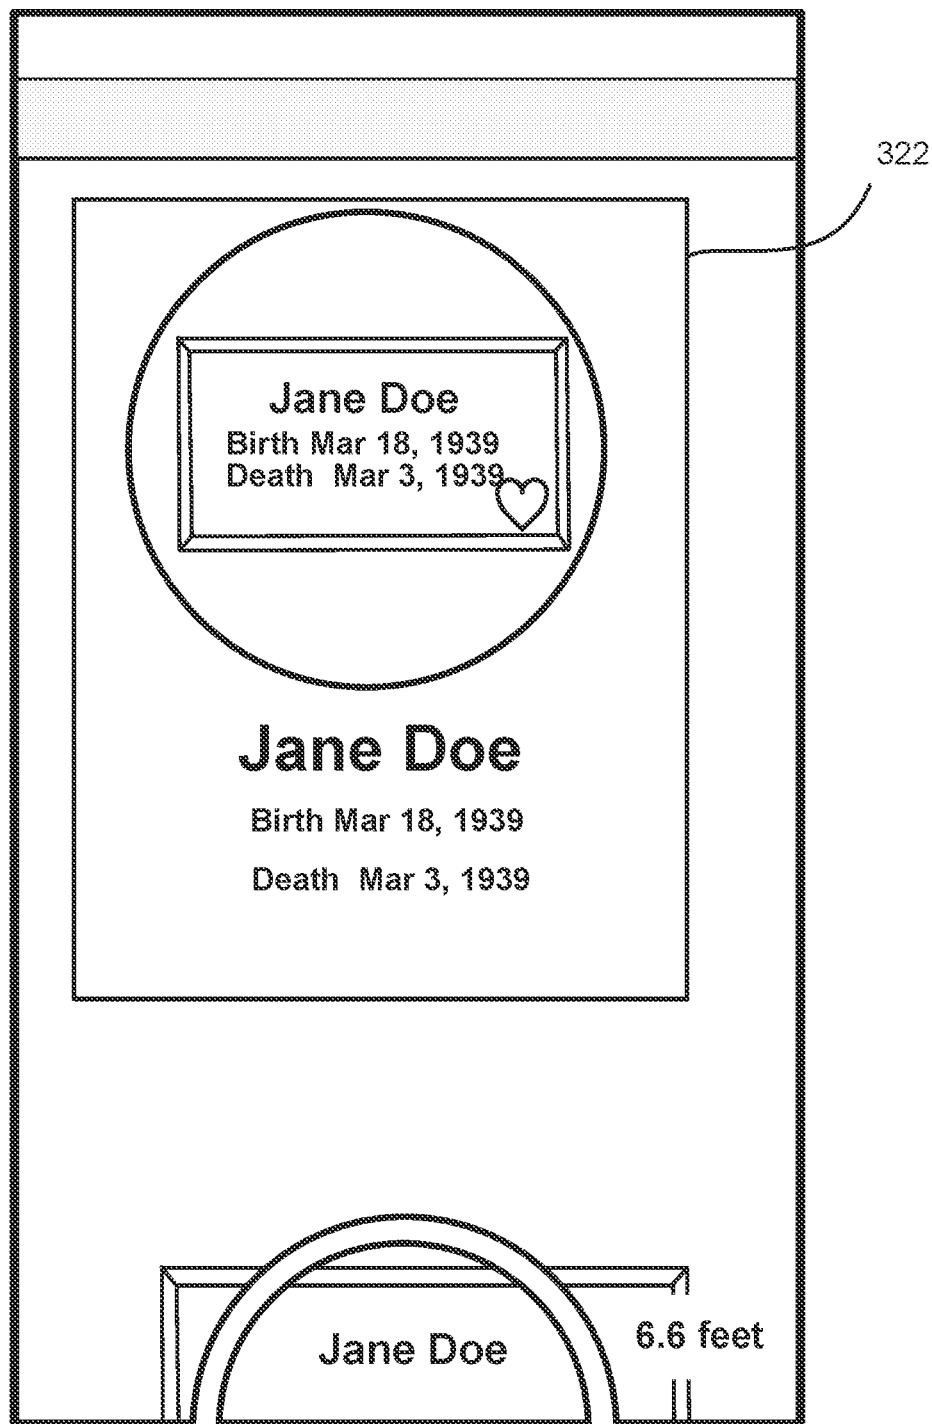 322
Jane Doe
Birth Mar 18, 1939
Death Mar 3, 1939
Jane Doe
Birth Mar 18, 1939
Death Mar 3, 1939
Jane Doe
6.6 feet